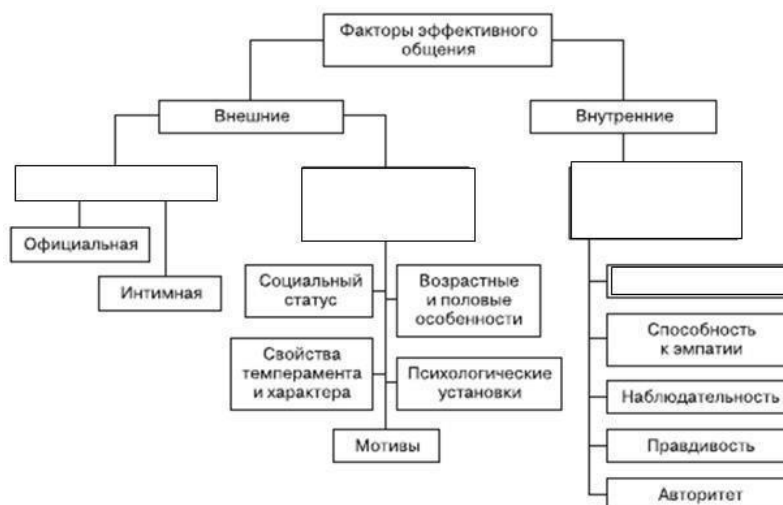 Факторы эффективного
общения
Внешние
Внутренние
Официальная
Интимная
Социальный
статус
Возрастные
и половые
особенности
Свойства
темперамента
и характера
Психологические
установки
Мотивы
Способность
к эмпатии
Наблюдательность
Правдивость
Авторитет